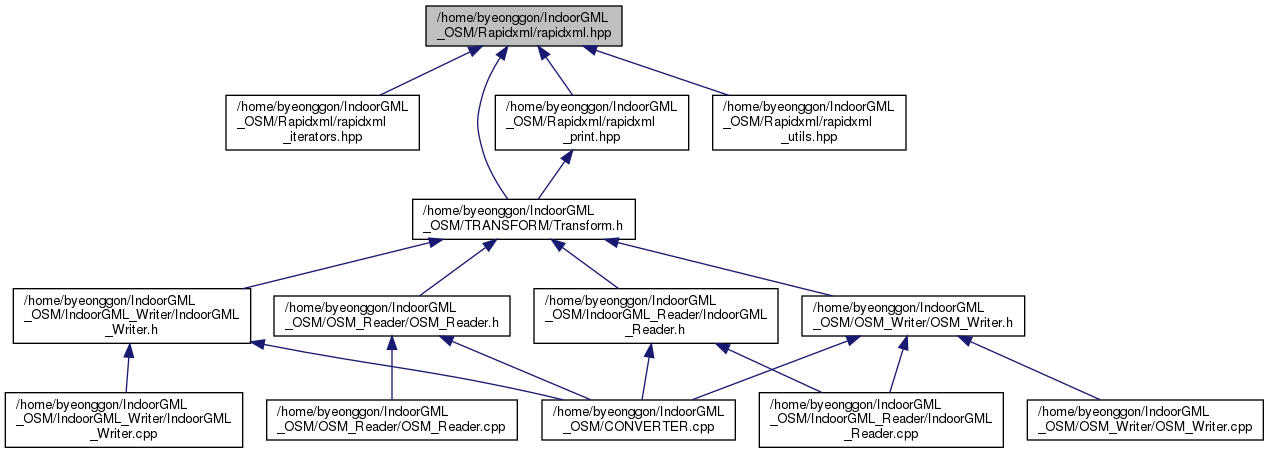 /home/byeonggon/IndoorGML
_OSM/Rapidxml/rapidxml.hpp
/home/byeonggon/IndoorGML
_OSM/Rapidxml/rapidxml
_iterators.hpp
/home/byeonggon/IndoorGML
_OSM/Rapidxml/rapidxml
_print.hpp
/home/byeonggon/IndoorGML
_OSM/Rapidxml/rapidxml
_utils.hpp
/home/byeonggon/IndoorGML
_OSM/TRANSFORM/Transform.h
/home/byeonggon/IndoorGML
_OSM/IndoorGML_Writer/IndoorGML
_Writer.h
/home/byeonggon/IndoorGML
_OSM/OSM_Reader/OSM_Reader.h
/home/byeonggon/IndoorGML
_OSM/IndoorGML_Reader/IndoorGML
_Reader.h
/home/byeonggon/IndoorGML
_OSM/OSM_Writer/OSM_Writer.h
/home/byeonggon/IndoorGML
_OSM/IndoorGML_Writer/IndoorGML
_Writer.cpp
/home/byeonggon/IndoorGML
_OSM/OSM_Reader/OSM_Reader.cpp
/home/byeonggon/IndoorGML
_OSM/CONVERTER.cpp
/home/byeonggon/IndoorGML
_OSM/IndoorGML_Reader/IndoorGML
_Reader.cpp
/home/byeonggon/IndoorGML
_OSM/OSM_Writer/OSM_Writer.cpp